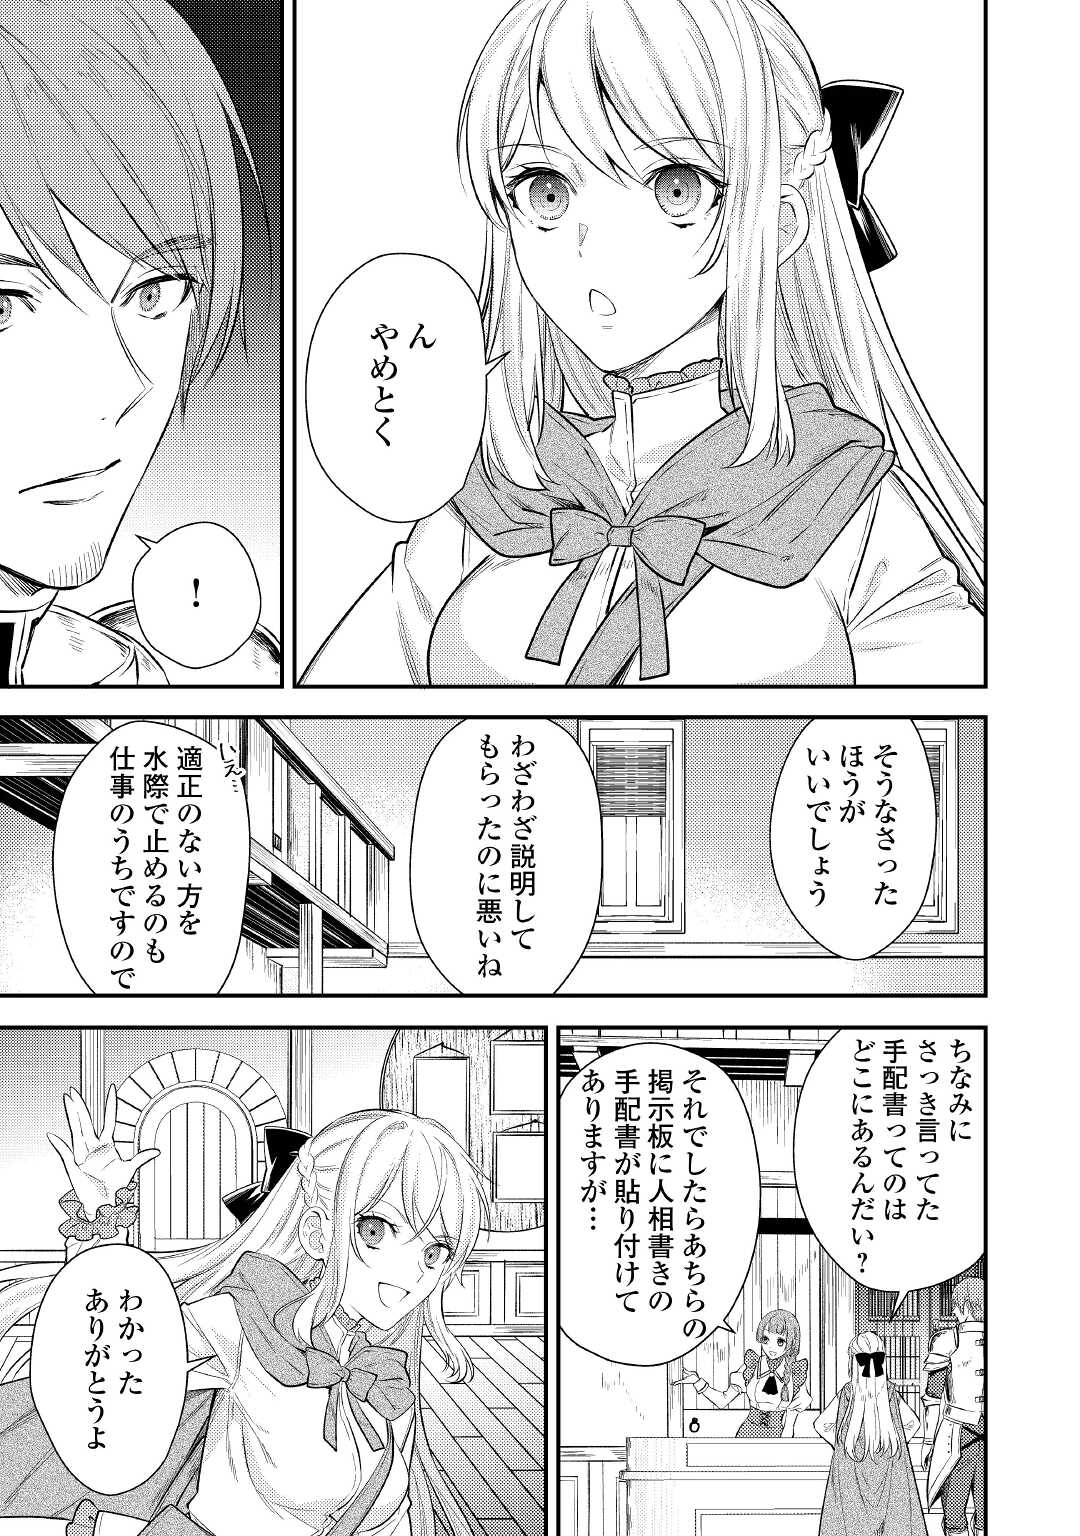 ん
やめとく
！
そうなさった
ほうが
いいでしょう
わざわざ説明して
もらったのに悪いね
いえ…
適正のない方を
水際で止めるのも
仕事のうちですので
ちなみに
さっき言ってた
手配書ってのは
どこにあるんだい？
それでしたらあちらの
掲示板に人相書きの
手配書が貼り付けて
ありますが…
わかった
ありがとうよ